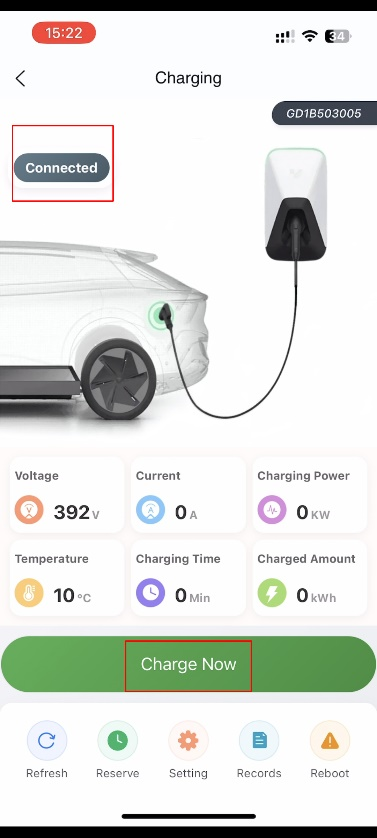 15:22
34
Charging
GD1B503005
Connected
Voltage
Current
Charging Power
392 V
0 A
0 KW
Temperature
Charging Time
Charged Amount
10 °C
0 Min
0 kWh
Charge Now
Refresh
Reserve
Setting
Records
Reboot